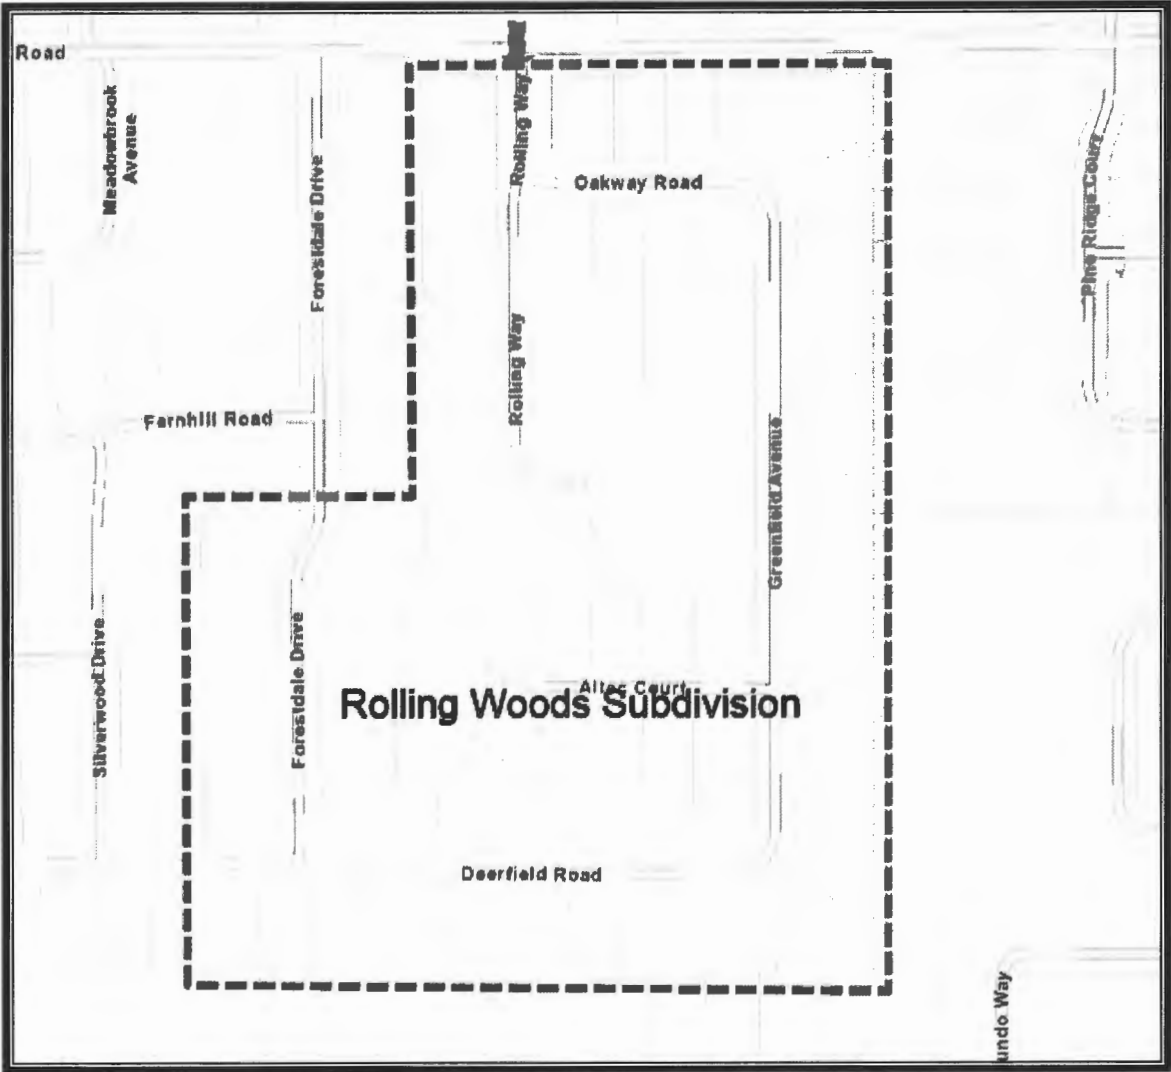 Road
Meadowbrook
Avenue
Forestdale Drive
Rolling Way
Oakway Road
Pine Ridge Court
Rolling Way
Farnhill Road
Greenfield Avenue
Silverwood Drive
Forestdale Drive
Court
Rolling Woods Subdivision
Deerfield Road
undo Way